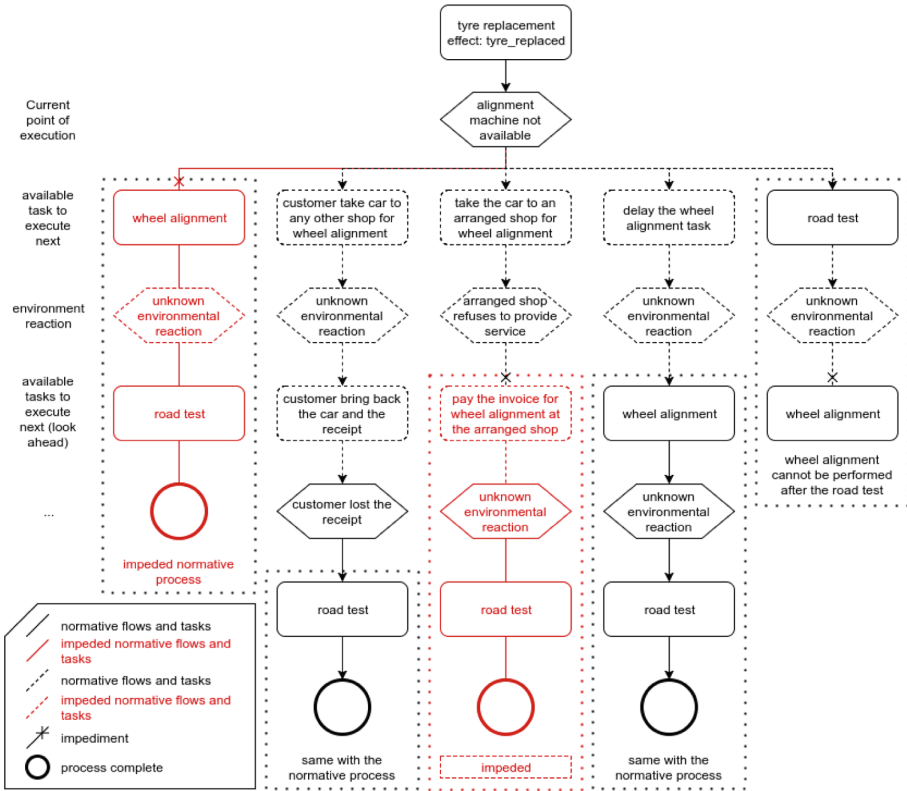 tyre replacement
effect: tyre_replaced
Current
point of
execution
alignment
machine not
available
available
task to
execute
next
wheel alignment
customer take car to
any other shop for
wheel alignment
take the car to an
arranged shop for
wheel alignment
delay the wheel
alignment task
road test
environment
reaction
unknown
environmental
reaction
unknown
environmental
reaction
arranged shop
refuses to provide
service
unknown
environmental
reaction
unknown
environmental
reaction
available
tasks to
execute
next (look
ahead)
road test
customer bring back
the car and the
receipt
pay the invoice for
wheel alignment at
the arranged shop
wheel alignment
wheel alignment
wheel alignment
cannot be performed
after the road test
...
customer lost the
receipt
unknown
environmental
reaction
unknown
environmental
reaction
impeded normative
process
road test
road test
road test
normative flows and tasks
impeded normative flows and
tasks
normative flows and tasks
impeded normative flows and
tasks
impediment
process complete
same with the
normative process
impeded
same with the
normative process